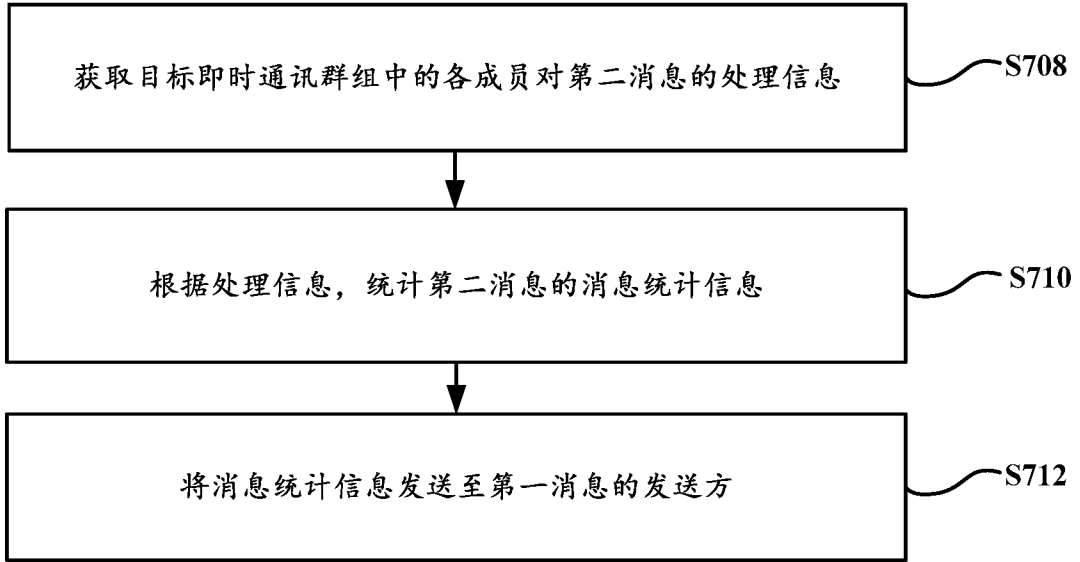 获取目标即时通讯群组中的各成员对第二消息的处理信息
S708
根据处理信息，统计第二消息的消息统计信息
S710
将消息统计信息发送至第一消息的发送方
S712